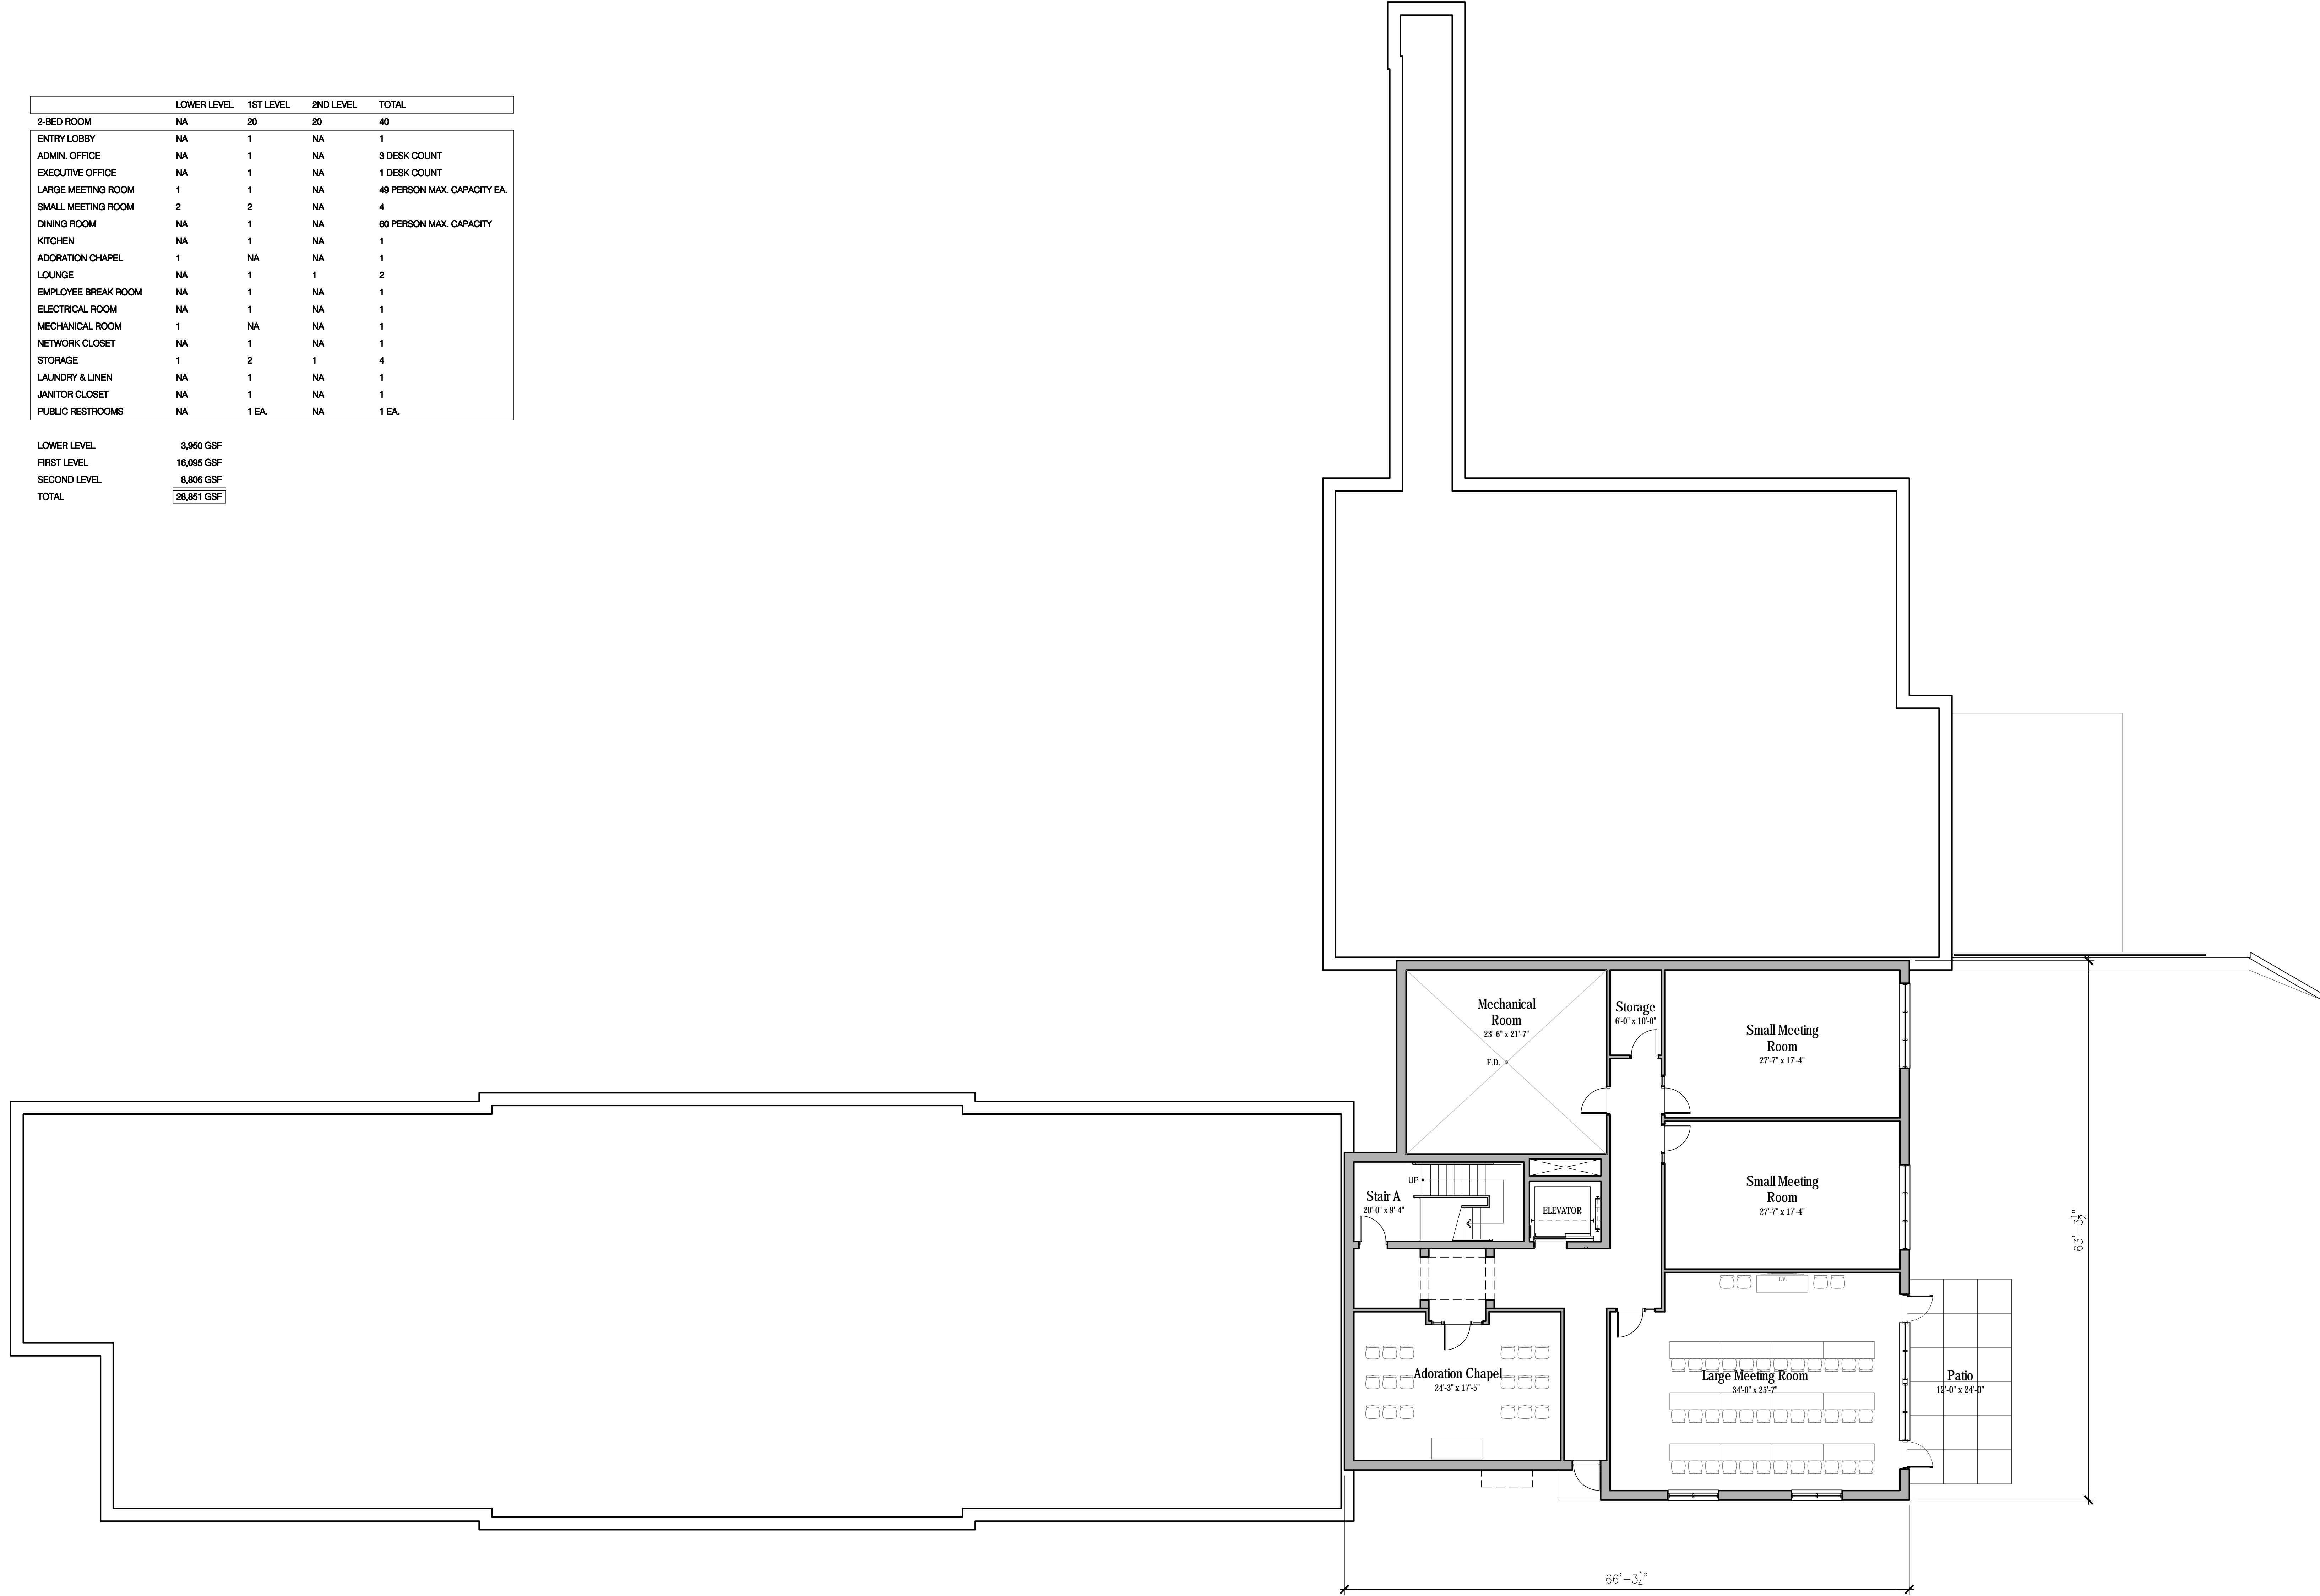 LOWER LEVEL 1ST LEVEL 2ND LEVEL TOTAL
2-BED ROOM NA 20 20 40
ENTRY LOBBY NA 1 NA 1
ADMIN. OFFICE NA 1 NA 3 DESK COUNT
EXECUTIVE OFFICE NA 1 NA 1 DESK COUNT
LARGE MEETING ROOM 1 1 NA 49 PERSON MAX. CAPACITY EA.
SMALL MEETING ROOM 2 2 NA 4
DINING ROOM NA 1 NA 60 PERSON MAX. CAPACITY
KITCHEN NA 1 NA 1
ADORATION CHAPEL 1 NA NA 1
LOUNGE NA 1 1 2
EMPLOYEE BREAK ROOM NA 1 NA 1
ELECTRICAL ROOM NA 1 NA 1
MECHANICAL ROOM 1 NA NA 1
NETWORK CLOSET NA 1 NA 1
STORAGE 1 2 1 4
LAUNDRY & LINEN NA 1 NA 1
JANITOR CLOSET NA 1 NA 1
PUBLIC RESTROOMS NA 1 EA. NA 1 EA.
LOWER LEVEL 3,950 GSF
FIRST LEVEL 16,095 GSF
SECOND LEVEL 8,806 GSF
TOTAL 28,851 GSF
Mechanical
Room
23'-6" x 21'-7"
F.D.
Storage
6'-0" x 10'-0"
Small Meeting
Room
27'-7" x 17'-4"
Small Meeting
Room
27'-7" x 17'-4"
UP
Stair A
20'-0" x 9'-4"
ELEVATOR
63'-3½"
T.V.
Adoration Chapel
24'-3" x 17'-5"
Large Meeting Room
34'-0" x 25'-7"
Patio
12'-0" x 24'-0"
66'-3¼"